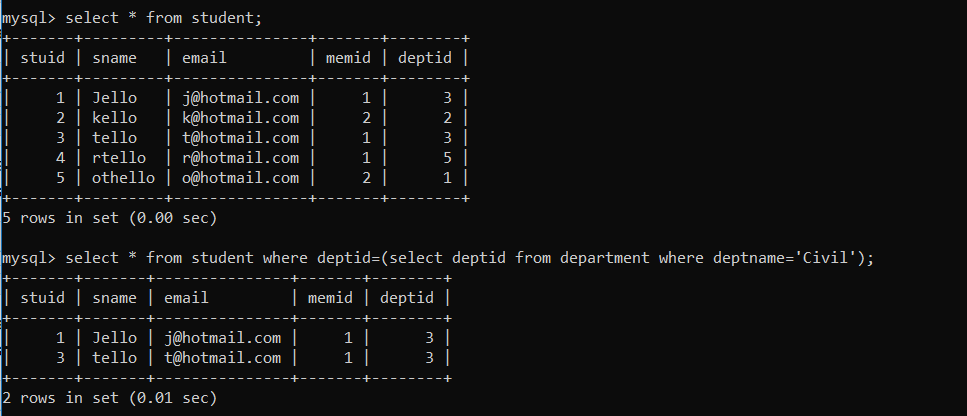 mysql> select * from student;
+-------+---------+---------------+-------+--------+
| stuid | sname   | email         | memid | deptid |
+-------+---------+---------------+-------+--------+
|     1 | Jello   | j@hotmail.com |     1 |      3 |
|     2 | kello   | k@hotmail.com |     2 |      2 |
|     3 | tello   | t@hotmail.com |     1 |      3 |
|     4 | rtello  | r@hotmail.com |     1 |      5 |
|     5 | othello | o@hotmail.com |     2 |      1 |
+-------+---------+---------------+-------+--------+
5 rows in set (0.00 sec)

mysql> select * from student where deptid=(select deptid from department where deptname='Civil');
+-------+-------+---------------+-------+--------+
| stuid | sname | email         | memid | deptid |
+-------+-------+---------------+-------+--------+
|     1 | Jello | j@hotmail.com |     1 |      3 |
|     3 | tello | t@hotmail.com |     1 |      3 |
+-------+-------+---------------+-------+--------+
2 rows in set (0.01 sec)